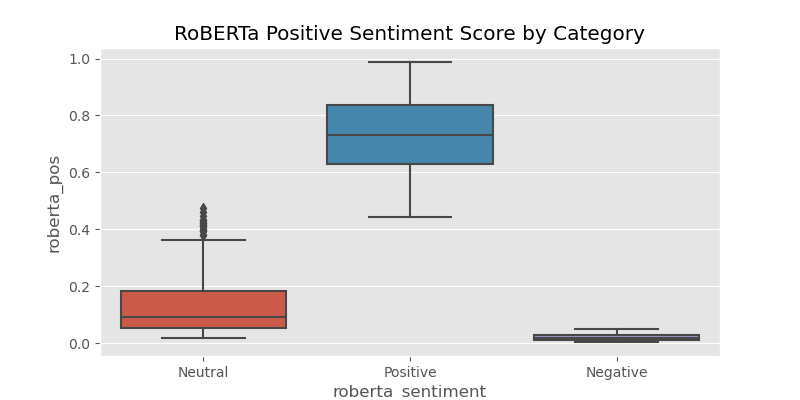 RoBERTa Positive Sentiment Score by Category
roberta_pos
1.0
0.8
0.6
0.4
0.2
0.0
Neutral
Positive
Negative
roberta_sentiment